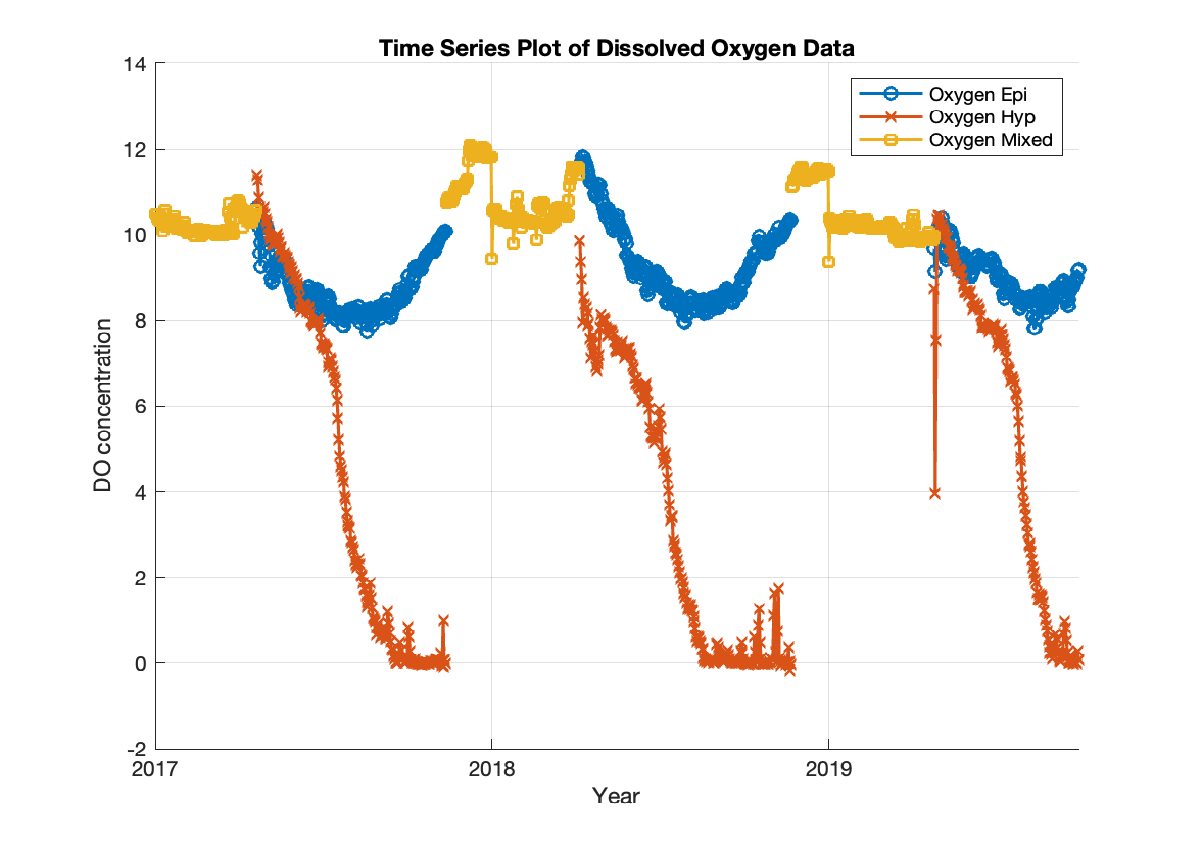 Time Series Plot of Dissolved Oxygen Data
14
12
10
8
6
4
2
0
-2
DO concentration
2017
2018
2019
Year
Oxygen Epi
Oxygen Hyp
Oxygen Mixed